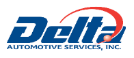 Delta
AUTOMOTIVE SERVICES, INC.